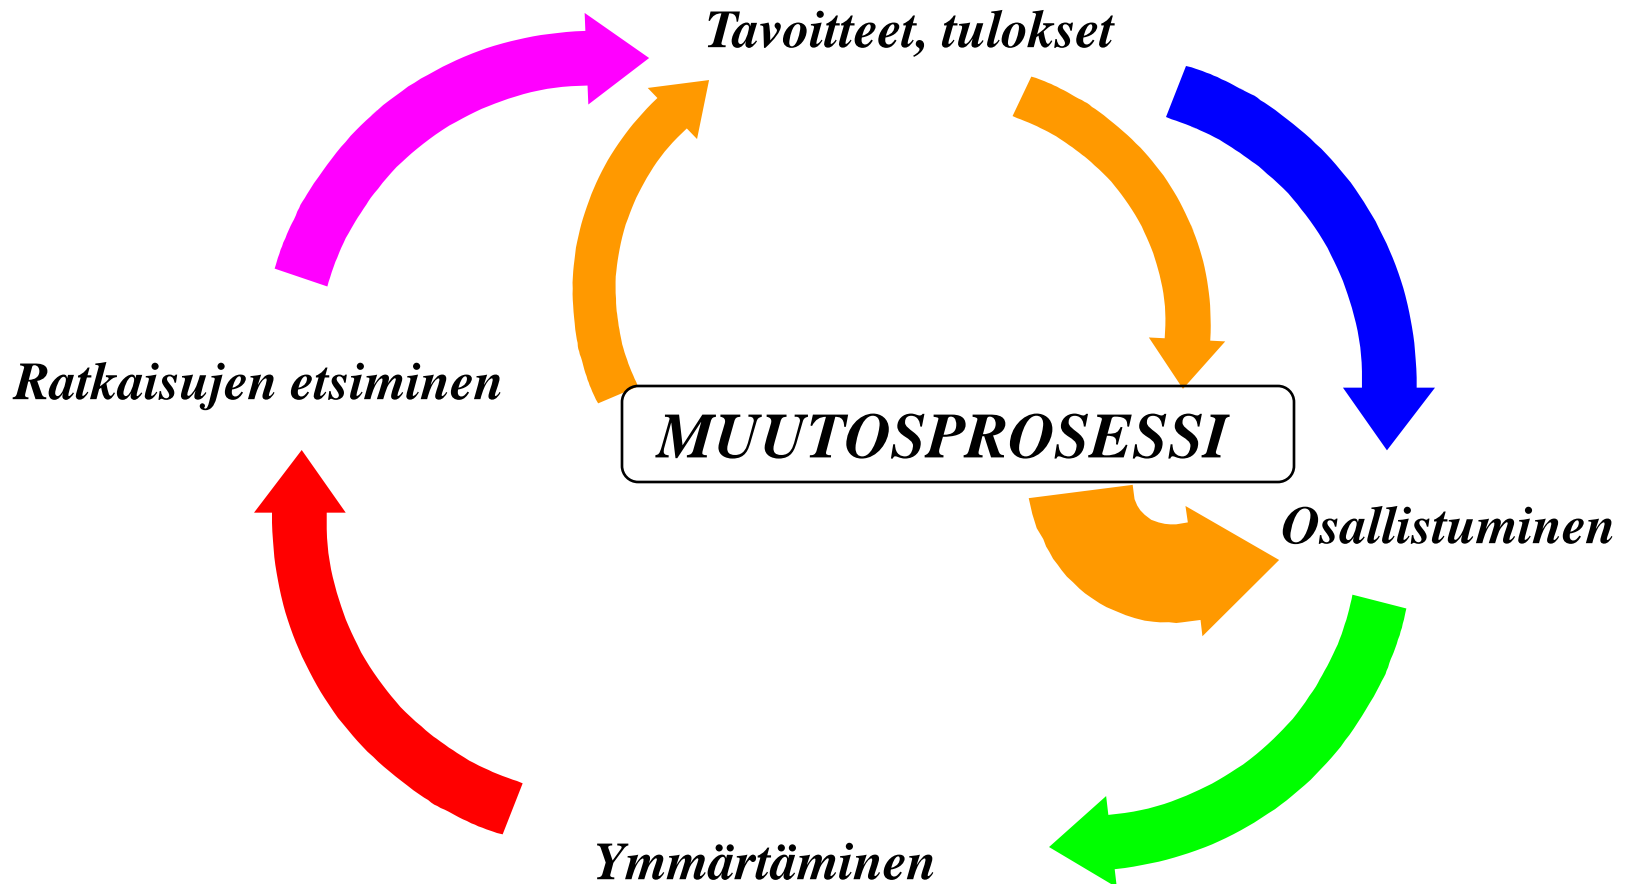 Tavoitteet, tulokset
Ratkaisujen etsiminen
MUUTOSPROSESSI
Osallistuminen
Ymmärtäminen